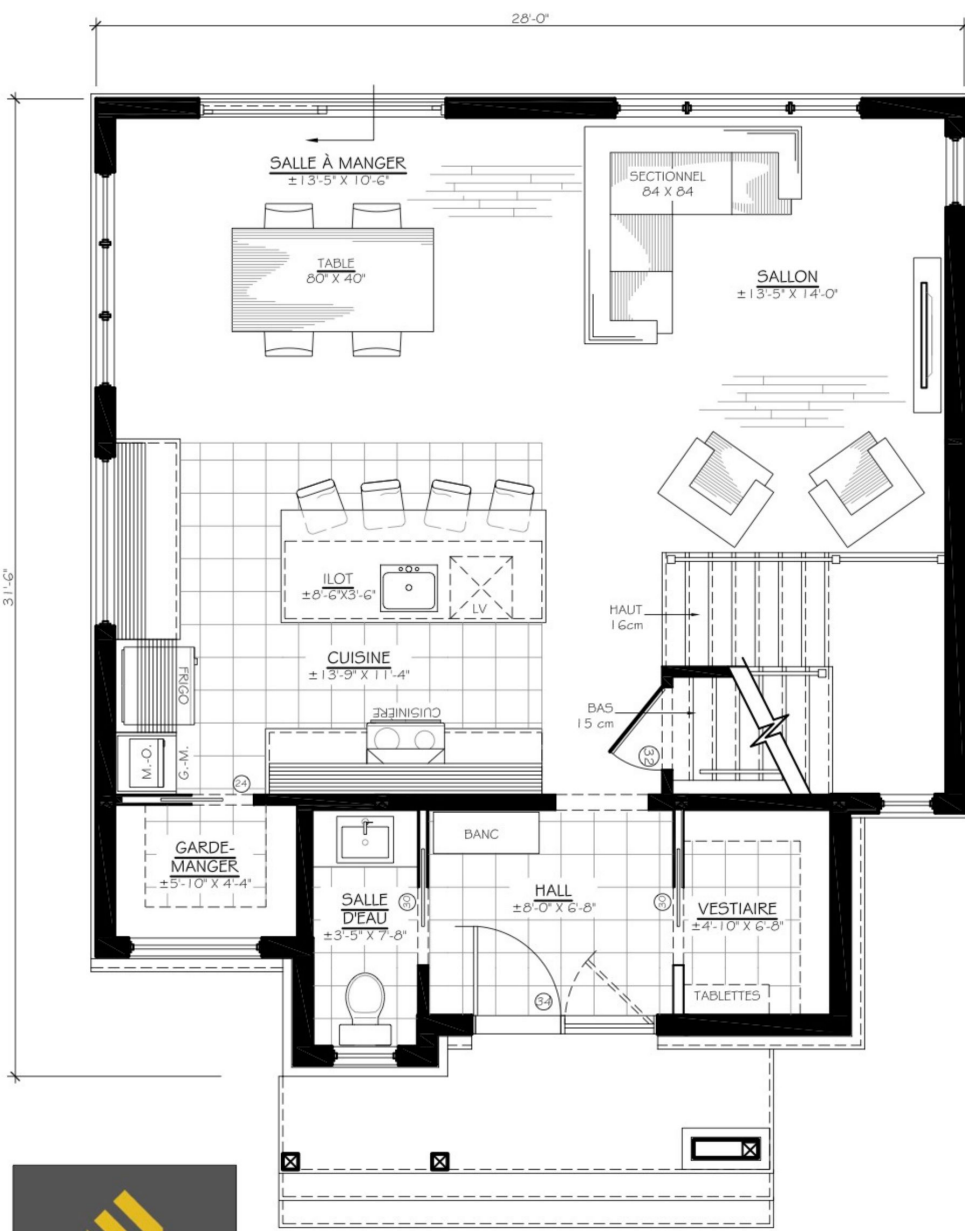 28'-0"
31'-6"
SALLE À MANGER
±13'-5" X 10'-6"
SECTIONNEL
84 X 84
TABLE
80" X 40"
SALLON
±13'-5" X 14'-0"
ILOT
±8'-6"X3'-6"
LV
HAUT
16cm
CUISINE
±13'-9" X 11'-4"
FRIGO
CUISINIÈRE
BAS
15 cm
32
M.-O.
G.-M.
24
BANC
GARDE-
MANGER
±5'-10" X 4'-4"
SALLE
D'EAU
±3'-5" X 7'-8"
30
HALL
±8'-0" X 6'-8"
30
VESTIAIRE
±4'-10" X 6'-8"
34
TABLETTES